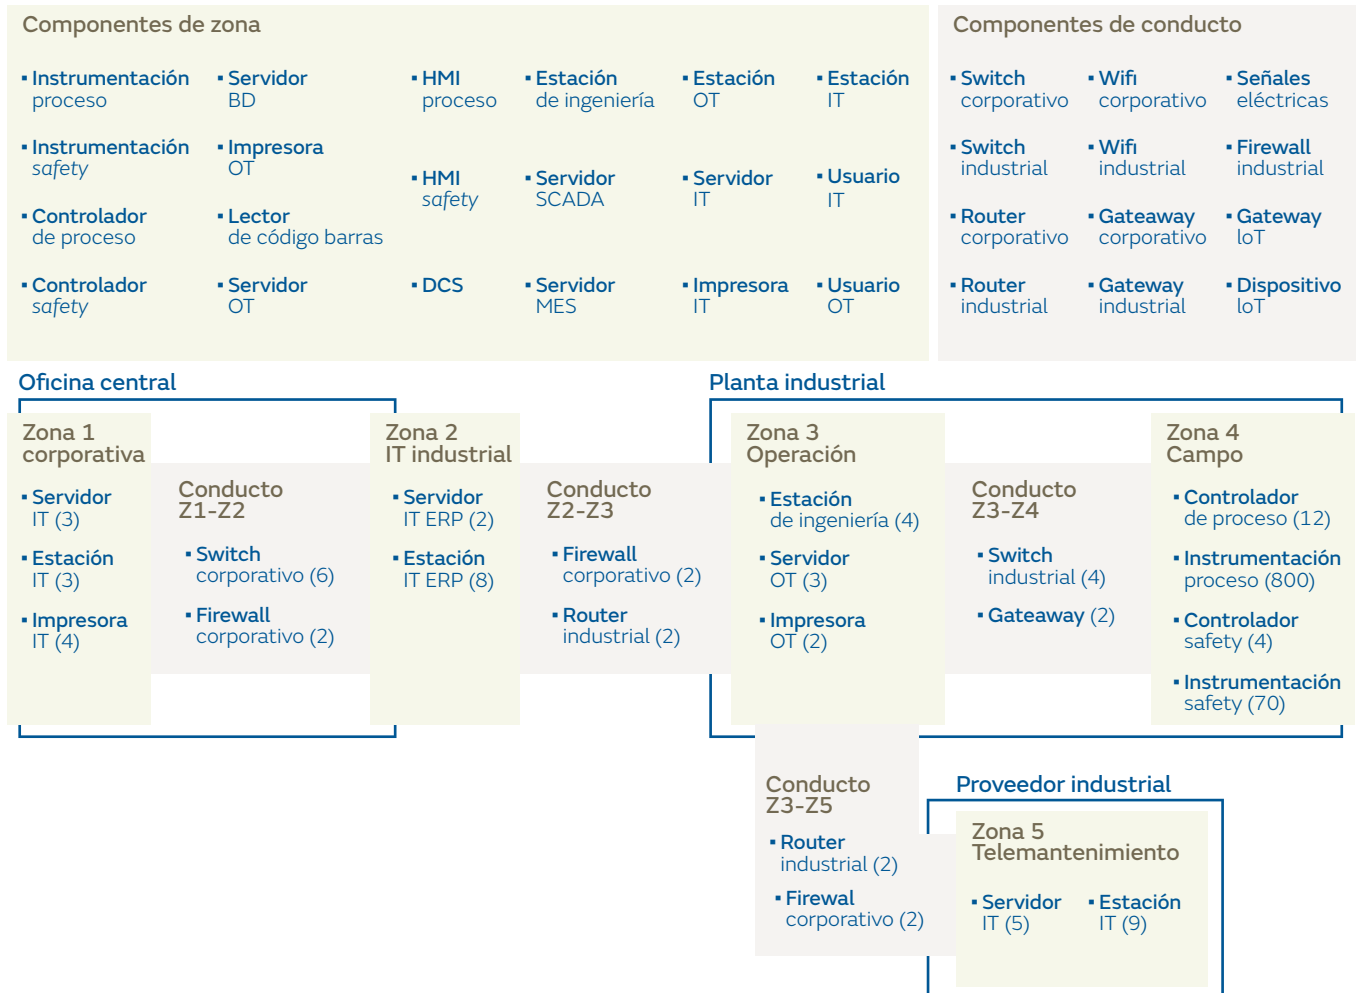 Componentes de zona
▪ Instrumentación
proceso
▪ Instrumentación
safety
▪ Controlador
de proceso
▪ Controlador
safety
▪ Servidor
BD
▪ Impresora
OT
▪ Lector
de código barras
▪ Servidor
OT
▪ HMI
proceso
▪ HMI
safety
▪ DCS
▪ Estación
de ingeniería
▪ Servidor
SCADA
▪ Servidor
MES
▪ Estación
OT
▪ Servidor
IT
▪ Impresora
IT
▪ Estación
IT
▪ Usuario
IT
▪ Usuario
OT
Componentes de conducto
▪ Switch
corporativo
▪ Switch
industrial
▪ Router
corporativo
▪ Router
industrial
▪ Wifi
corporativo
▪ Wifi
industrial
▪ Gateaway
corporativo
▪ Gateway
industrial
▪ Señales
eléctricas
▪ Firewall
industrial
▪ Gateway
loT
▪ Dispositivo
loT
Oficina central
Zona 1
corporativa
▪ Servidor
IT (3)
▪ Estación
IT (3)
▪ Impresora
IT (4)
Conducto
Z1-Z2
▪ Switch
corporativo (6)
▪ Firewall
corporativo (2)
Zona 2
IT industrial
▪ Servidor
IT ERP (2)
▪ Estación
IT ERP (8)
Conducto
Z2-Z3
▪ Firewall
corporativo (2)
▪ Router
industrial (2)
Planta industrial
Zona 3
Operación
▪ Estación
de ingeniería (4)
▪ Servidor
OT (3)
▪ Impresora
OT (2)
Conducto
Z3-Z4
▪ Switch
industrial (4)
▪ Gateaway (2)
Zona 4
Campo
▪ Controlador
de proceso (12)
▪ Instrumentación
proceso (800)
▪ Controlador
safety (4)
▪ Instrumentación
safety (70)
Conducto
Z3-Z5
▪ Router
industrial (2)
▪ Firewal
corporativo (2)
Proveedor industrial
Zona 5
Telemantenimiento
▪ Servidor
IT (5)
▪ Estación
IT (9)